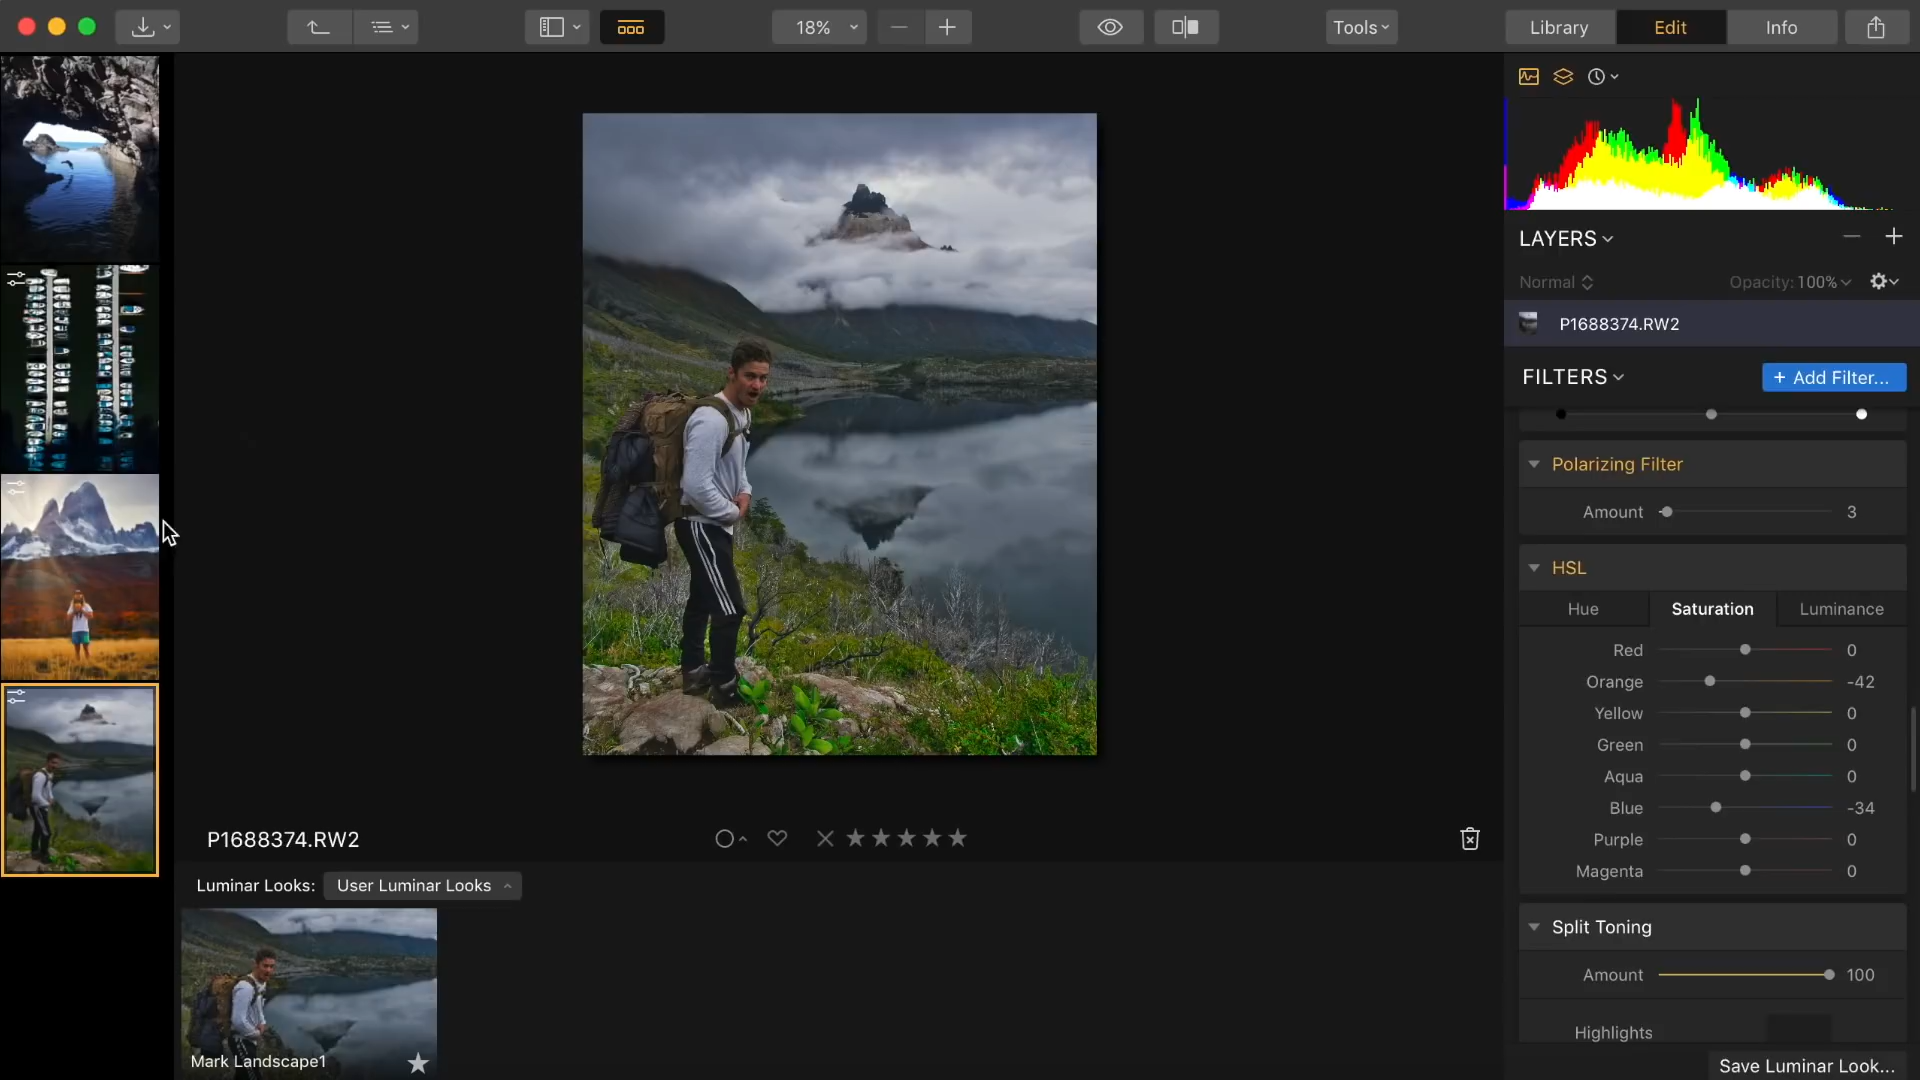 18%
Tools
Library
Edit
Info
LAYERS
Normal
Opacity: 100%
P1688374.RW2
FILTERS
+ Add Filter...
Polarizing Filter
Amount 3
HSL
Hue
Saturation
Luminance
Red 0
Orange -42
Yellow 0
Green 0
Aqua 0
Blue -34
Purple 0
Magenta 0
Split Toning
Amount 100
Highlights
Save Luminar Look...
P1688374.RW2
Luminar Looks: User Luminar Looks
Mark Landscape1